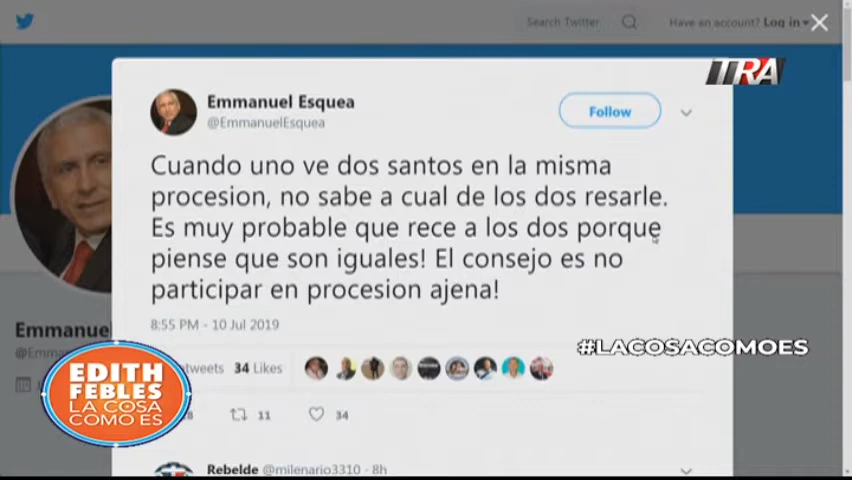 Search Twitter
Have an account? Log in
TRA
Emmanuel Esquea
@EmmanuelEsquea
Follow
Cuando uno ve dos santos en la misma
procesion, no sabe a cual de los dos resarle.
Es muy probable que rece a los dos porque
piense que son iguales! El consejo es no
participar en procesion ajena!
8:55 PM - 10 Jul 2019
Emmanuel
@Emma
#LACOSACOMOES
etweets 34 Likes
EDITH
FEBLES
LA COSA
COMO ES
11
34
Rebelde @milenario3310 · 8h